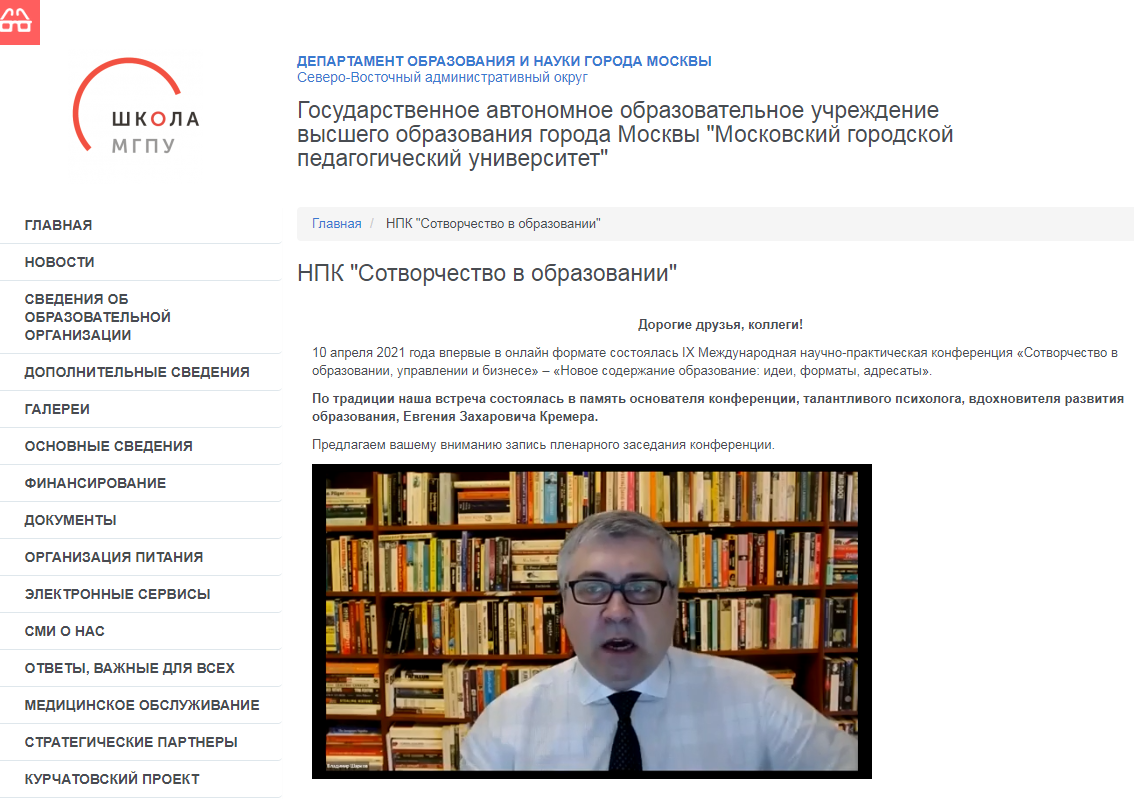 ШКОЛА
МГПУ
ДЕПАРТАМЕНТ ОБРАЗОВАНИЯ И НАУКИ ГОРОДА МОСКВЫ
Северо-Восточный административный округ
Государственное автономное образовательное учреждение
высшего образования города Москвы "Московский городской
педагогический университет"
ГЛАВНАЯ
НОВОСТИ
СВЕДЕНИЯ ОБ
ОБРАЗОВАТЕЛЬНОЙ
ОРГАНИЗАЦИИ
ДОПОЛНИТЕЛЬНЫЕ СВЕДЕНИЯ
ГАЛЕРЕИ
ОСНОВНЫЕ СВЕДЕНИЯ
ФИНАНСИРОВАНИЕ
ДОКУМЕНТЫ
ОРГАНИЗАЦИЯ ПИТАНИЯ
ЭЛЕКТРОННЫЕ СЕРВИСЫ
СМИ О НАС
ОТВЕТЫ, ВАЖНЫЕ ДЛЯ ВСЕХ
МЕДИЦИНСКОЕ ОБСЛУЖИВАНИЕ
СТРАТЕГИЧЕСКИЕ ПАРТНЕРЫ
КУРЧАТОВСКИЙ ПРОЕКТ
Главная / НПК "Сотворчество в образовании"
НПК "Сотворчество в образовании"
Дорогие друзья, коллеги!
10 апреля 2021 года впервые в онлайн формате состоялась IX Международная научно-практическая конференция «Сотворчество в
образовании, управлении и бизнесе» – «Новое содержание образование: идеи, форматы, адресаты».
По традиции наша встреча состоялась в память основателя конференции, талантливого психолога, вдохновителя развития
образования, Евгения Захаровича Кремера.
Предлагаем вашему вниманию запись пленарного заседания конференции.